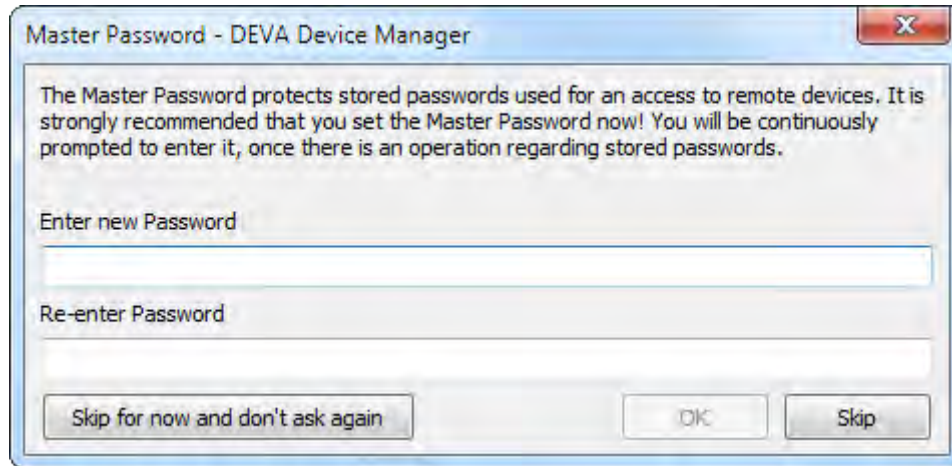 Master Password - DEVA Device Manager
The Master Password protects stored passwords used for an access to remote devices. It is
strongly recommended that you set the Master Password now! You will be continuously
prompted to enter it, once there is an operation regarding stored passwords.
Enter new Password
Re-enter Password
Skip for now and don't ask again OK Skip